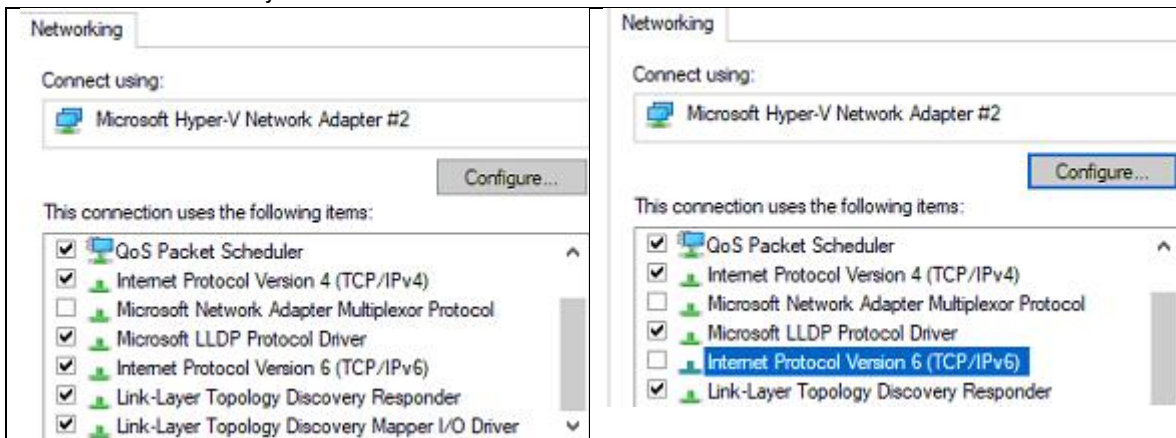 Networking
Connect using:
Microsoft Hyper-V Network Adapter #2
Configure...
This connection uses the following items:
QoS Packet Scheduler
Internet Protocol Version 4 (TCP/IPv4)
Microsoft Network Adapter Multiplexor Protocol
Microsoft LLDP Protocol Driver
Internet Protocol Version 6 (TCP/IPv6)
Link-Layer Topology Discovery Responder
Link-Layer Topology Discovery Mapper I/O Driver
Networking
Connect using:
Microsoft Hyper-V Network Adapter #2
Configure...
This connection uses the following items:
QoS Packet Scheduler
Internet Protocol Version 4 (TCP/IPv4)
Microsoft Network Adapter Multiplexor Protocol
Microsoft LLDP Protocol Driver
Internet Protocol Version 6 (TCP/IPv6)
Link-Layer Topology Discovery Responder